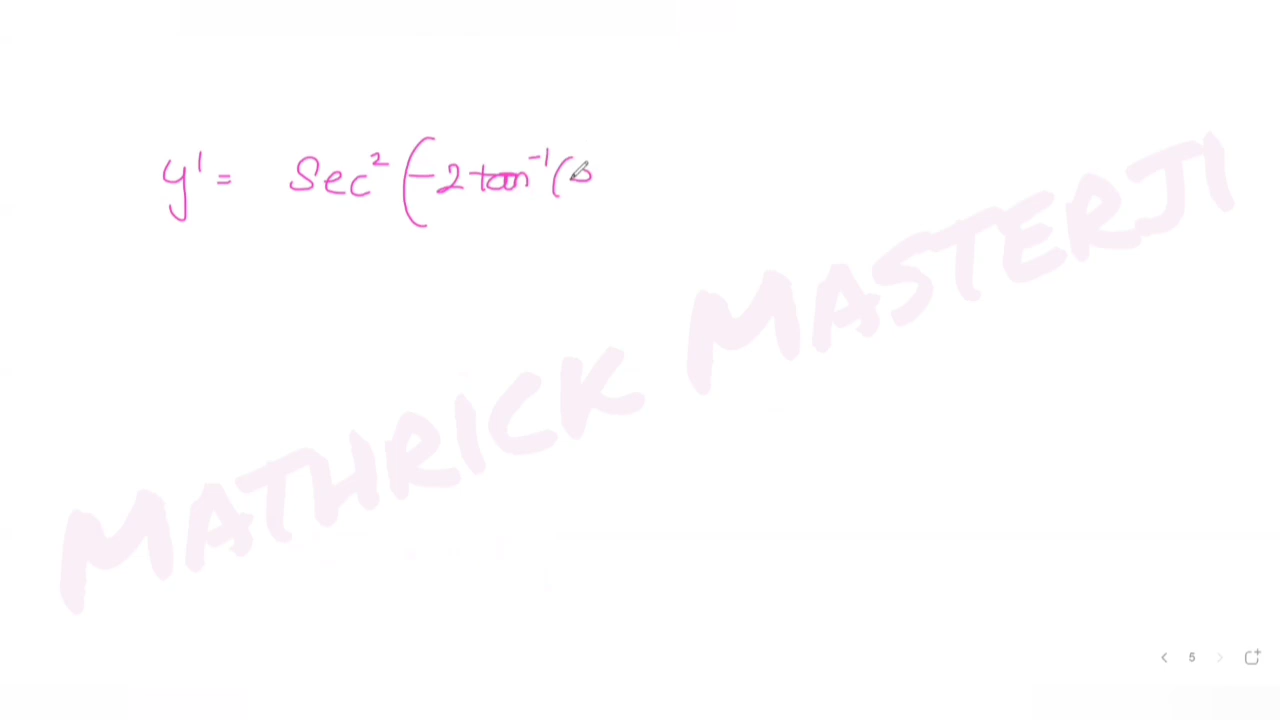 y' = Sec² (-2 tan⁻¹(
MATHRICK MASTERJI
5